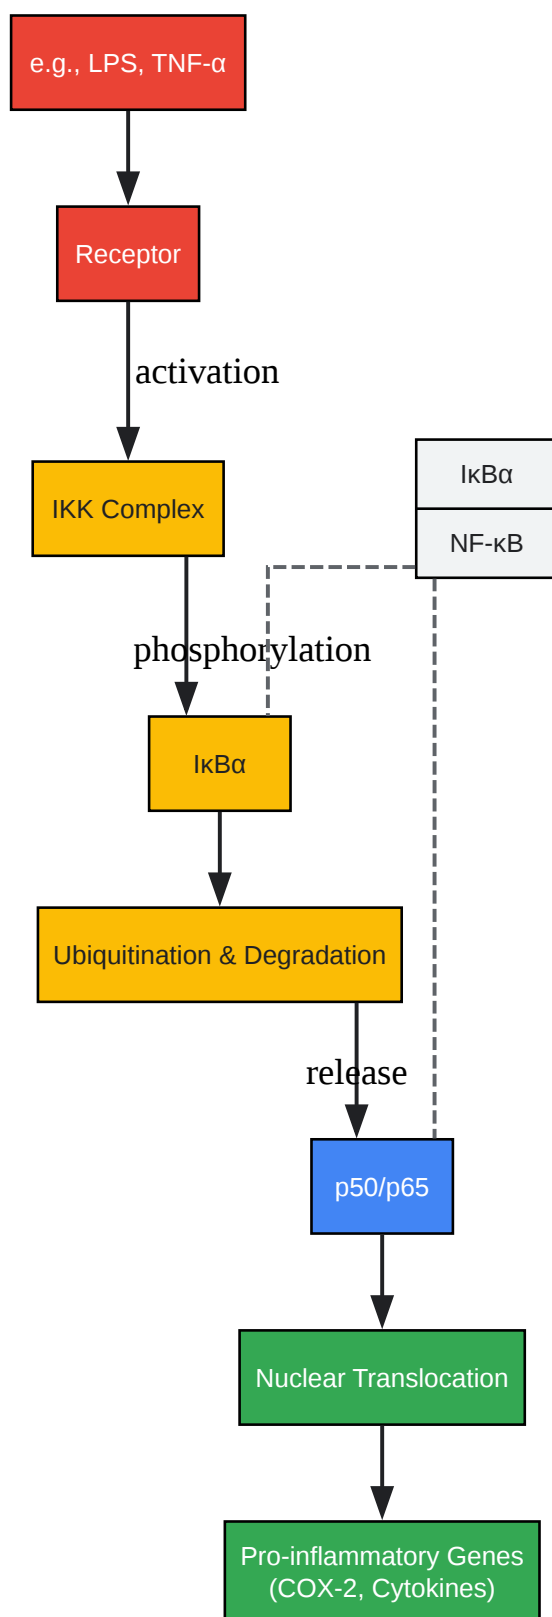 e.g., LPS, TNF-α
Receptor
activation
IKK Complex
IκBα
NF-κB
phosphorylation
IκBα
Ubiquitination & Degradation
release
p50/p65
Nuclear Translocation
Pro-inflammatory Genes
(COX-2, Cytokines)